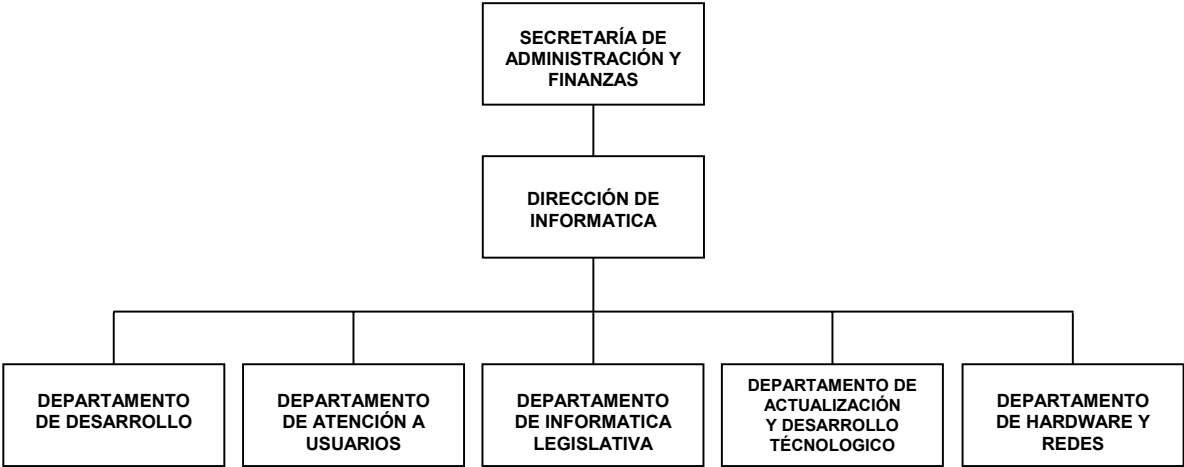 SECRETARÍA DE
ADMINISTRACIÓN Y
FINANZAS
DIRECCIÓN DE
INFORMATICA
DEPARTAMENTO
DE DESARROLLO
DEPARTAMENTO
DE ATENCIÓN A
USUARIOS
DEPARTAMENTO
DE INFORMATICA
LEGISLATIVA
DEPARTAMENTO DE
ACTUALIZACIÓN
Y DESARROLLO
TÉCNOLOGICO
DEPARTAMENTO
DE HARDWARE Y
REDES